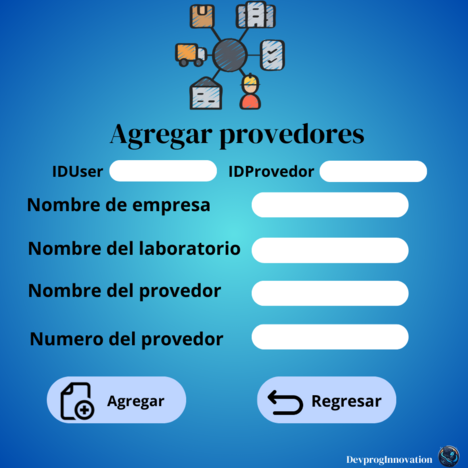 Agregar provedores
IDUser IDProvedor
Nombre de empresa
Nombre del laboratorio
Nombre del provedor
Numero del provedor
Agregar Regresar
DevprogInnovation